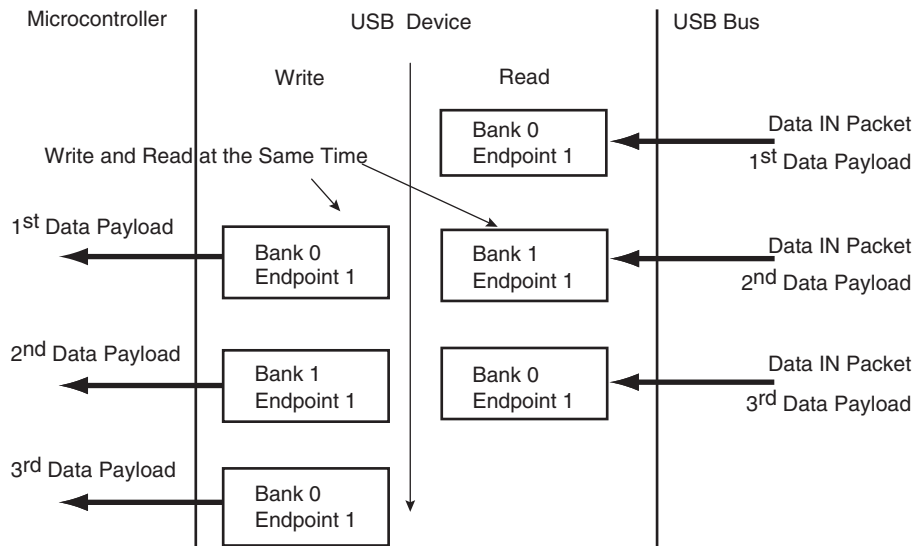 Microcontroller
USB Device
USB Bus
Write
Read
Bank 0
Endpoint 1
Data IN Packet
1st Data Payload
Write and Read at the Same Time
1st Data Payload
Bank 0
Endpoint 1
Bank 1
Endpoint 1
Data IN Packet
2nd Data Payload
2nd Data Payload
Bank 1
Endpoint 1
Bank 0
Endpoint 1
Data IN Packet
3rd Data Payload
3rd Data Payload
Bank 0
Endpoint 1